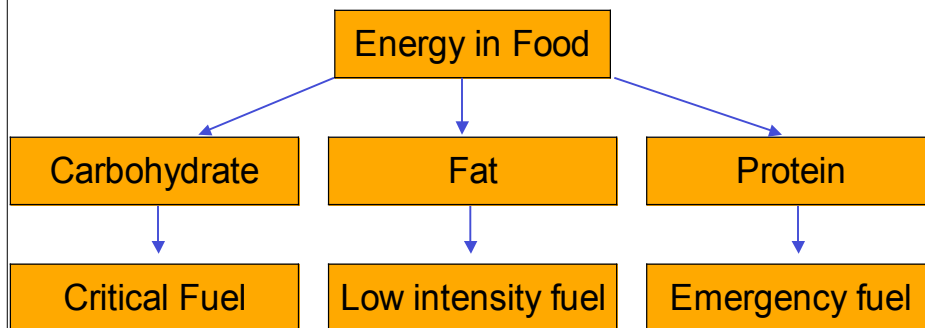 Energy in Food
Carbohydrate
Fat
Protein
Critical Fuel
Low intensity fuel
Emergency fuel